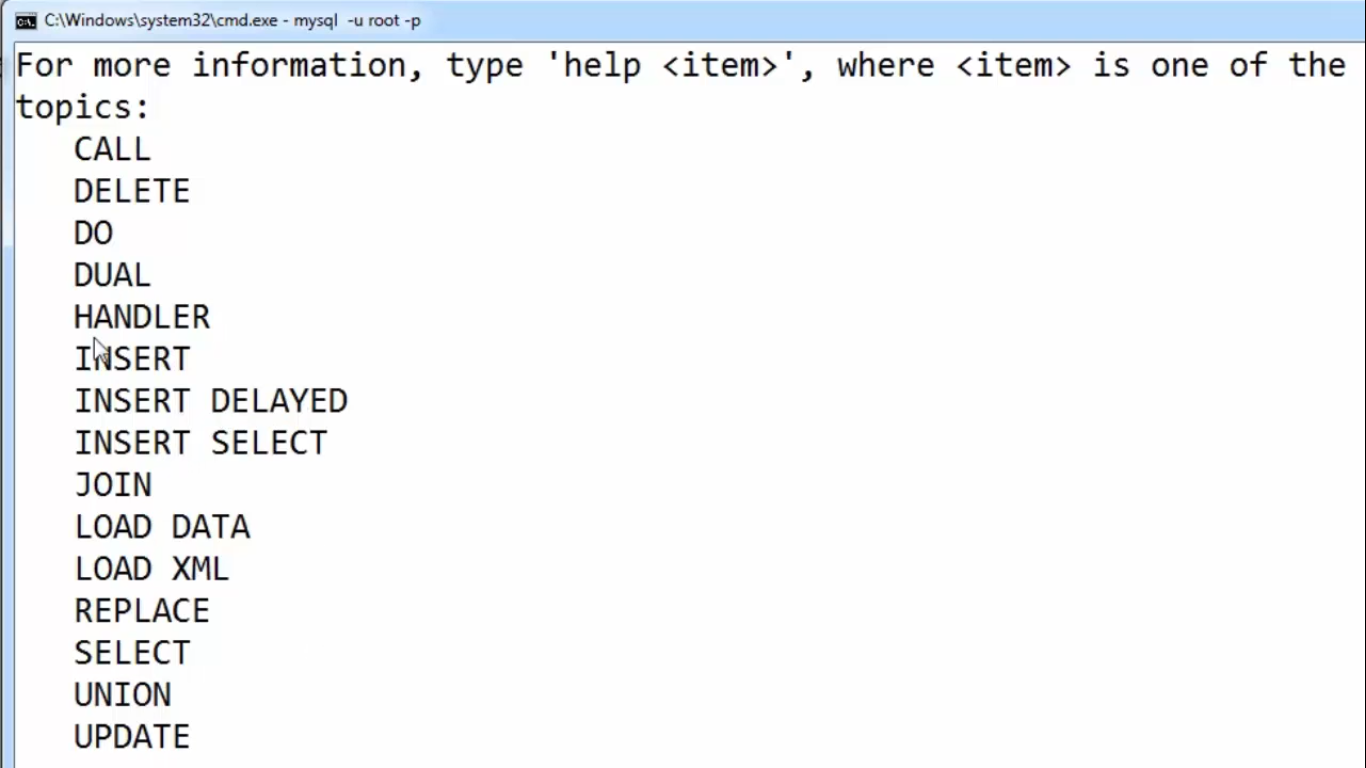 C:\Windows\system32\cmd.exe - mysql -u root -p
For more information, type 'help <item>', where <item> is one of the
topics:
CALL
DELETE
DO
DUAL
HANDLER
INSERT
INSERT DELAYED
INSERT SELECT
JOIN
LOAD DATA
LOAD XML
REPLACE
SELECT
UNION
UPDATE